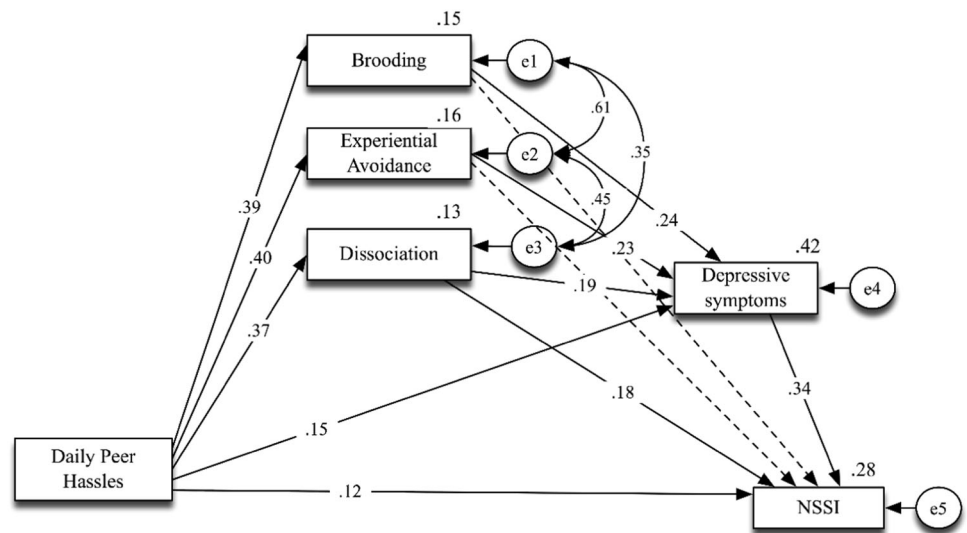 .15
Brooding
e1
.61
.16
Experiential
Avoidance
e2
.35
.45
.13
.39
Dissociation
e3
.24
.23
.42
.40
Depressive
symptoms
e4
.19
.37
.34
.18
.15
Daily Peer
Hassles
.12
.28
NSSI
e5